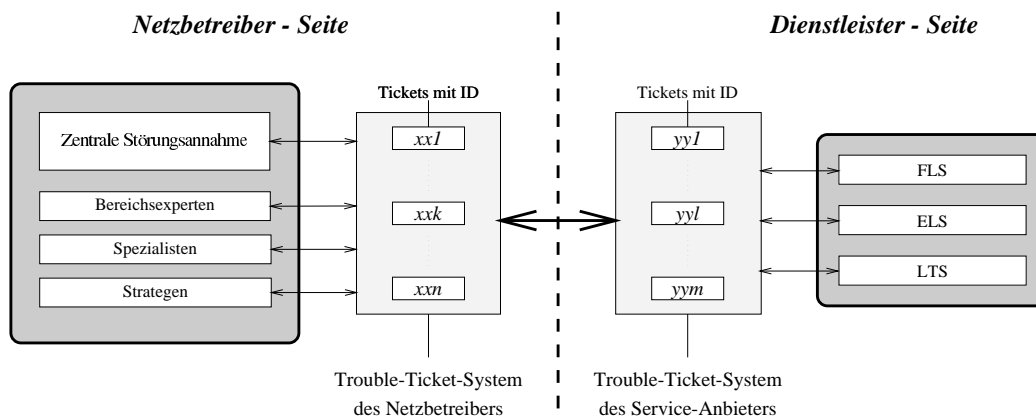 Netzbetreiber - Seite
Dienstleister - Seite
Tickets mit ID
Tickets mit ID
Zentrale Störungsannahme
xx1
yy1
FLS
Bereichsexperten
xxk
yyl
ELS
Spezialisten
LTS
Strategen
xxn
yym
Trouble-Ticket-System
des Netzbetreibers
Trouble-Ticket-System
des Service-Anbieters